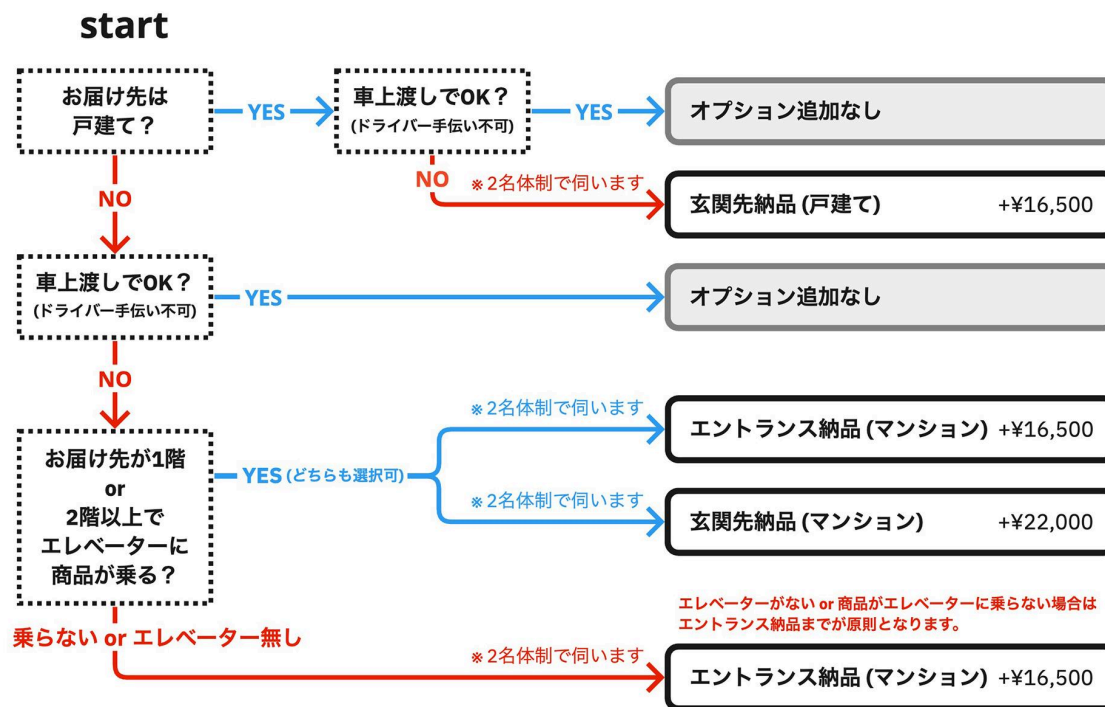 start
お届け先は
戸建て？
YES
車上渡しでOK？
(ドライバー手伝い不可)
YES
オプション追加なし
NO
※2名体制で伺います
玄関先納品(戸建て) +¥16,500
NO
車上渡しでOK？
(ドライバー手伝い不可)
YES
オプション追加なし
NO
お届け先が1階
or
2階以上で
エレベーターに
商品が乗る？
YES(どちらも選択可)
※2名体制で伺います
エントランス納品(マンション) +¥16,500
※2名体制で伺います
玄関先納品(マンション) +¥22,000
エレベーターがない or 商品がエレベーターに乗らない場合は
エントランス納品までが原則となります。
乗らない or エレベーター無し
※2名体制で伺います
エントランス納品(マンション) +¥16,500